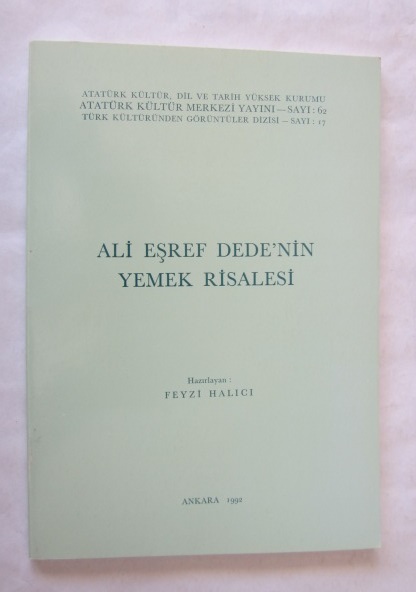 ATATÜRK KÜLTÜR, DİL VE TARİH YÜKSEK KURUMU
ATATÜRK KÜLTÜR MERKEZİ YAYINI — SAYI : 62
TÜRK KÜLTÜRÜNDEN GÖRÜNTÜLER DİZİSİ — SAYI : 17
ALİ EŞREF DEDE'NİN
YEMEK RİSALESİ
Hazırlayan :
FEYZİ HALICI
ANKARA 1992